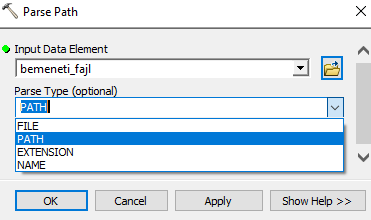 Parse Path
Input Data Element
bemeneti_fajl
Parse Type (optional)
PATH
FILE
PATH
EXTENSION
NAME
OK
Cancel
Apply
Show Help >>